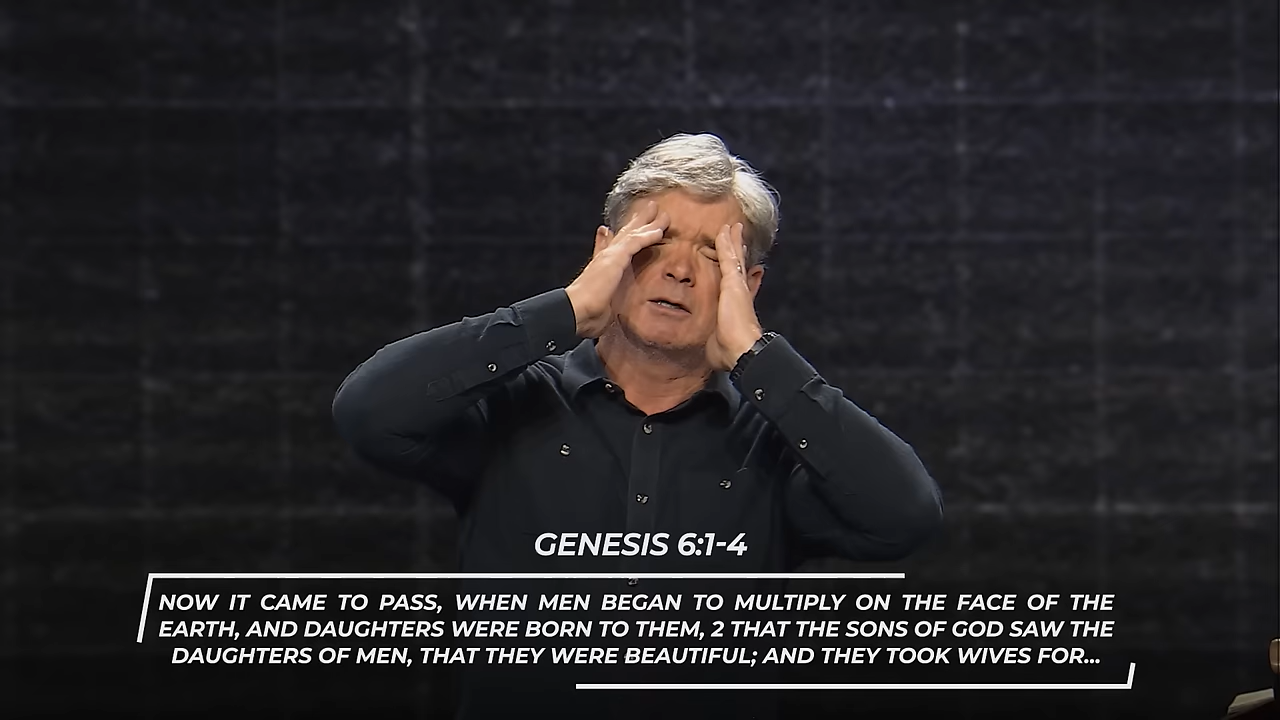 GENESIS 6:1-4
NOW IT CAME TO PASS, WHEN MEN BEGAN TO MULTIPLY ON THE FACE OF THE
EARTH, AND DAUGHTERS WERE BORN TO THEM, 2 THAT THE SONS OF GOD SAW THE
DAUGHTERS OF MEN, THAT THEY WERE BEAUTIFUL; AND THEY TOOK WIVES FOR...